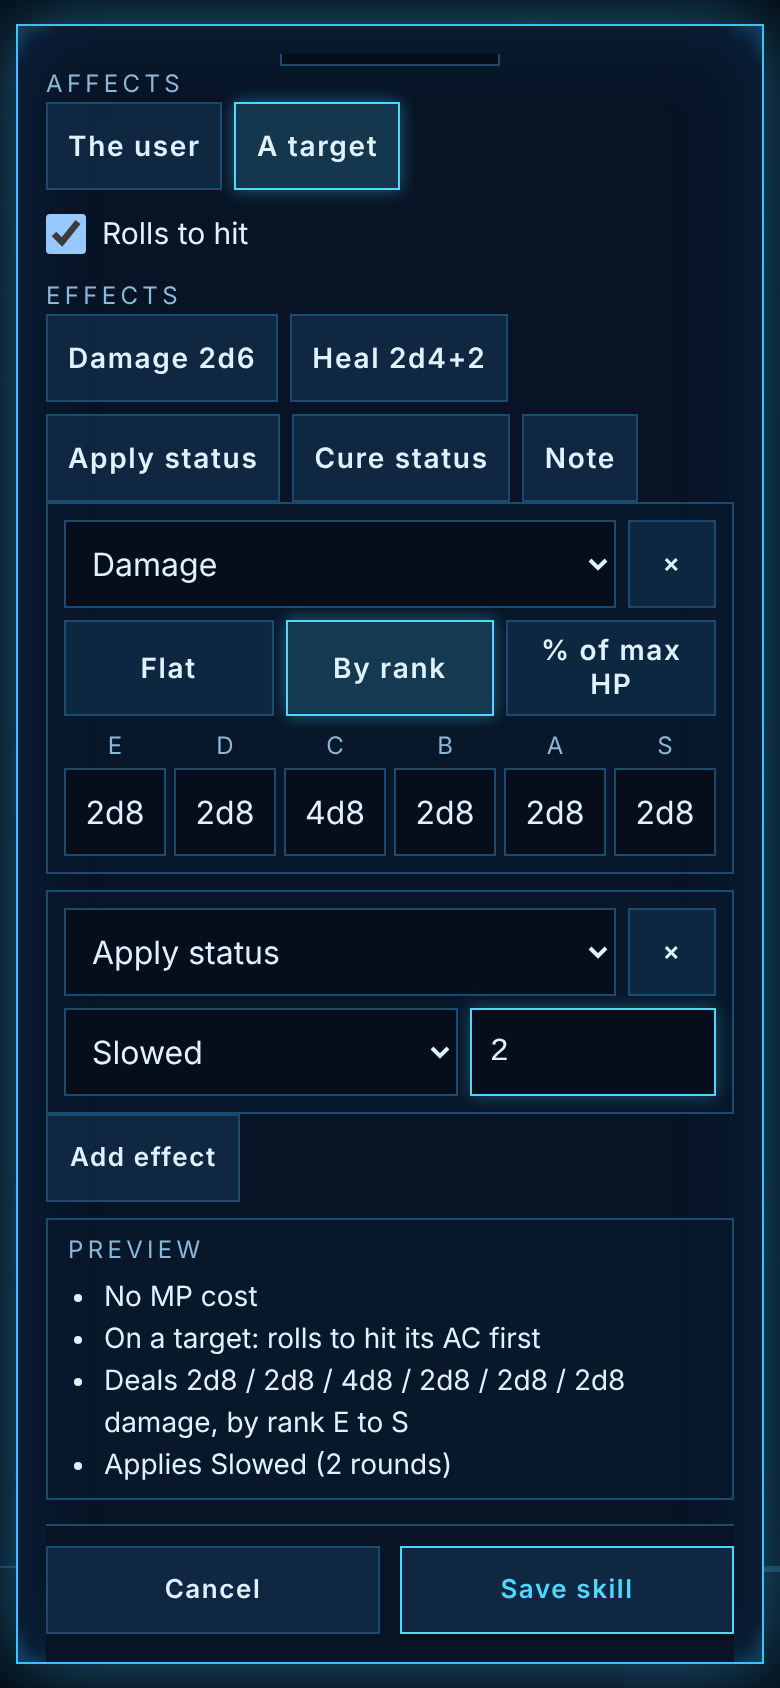 AFFECTS
The user
A target
Rolls to hit
EFFECTS
Damage 2d6
Heal 2d4+2
Apply status
Cure status
Note
Damage
×
Flat
By rank
% of max
HP
E D C B A S
2d8 2d8 4d8 2d8 2d8 2d8
Apply status
×
Slowed
2
Add effect
PREVIEW
• No MP cost
• On a target: rolls to hit its AC first
• Deals 2d8 / 2d8 / 4d8 / 2d8 / 2d8 / 2d8
damage, by rank E to S
• Applies Slowed (2 rounds)
Cancel
Save skill